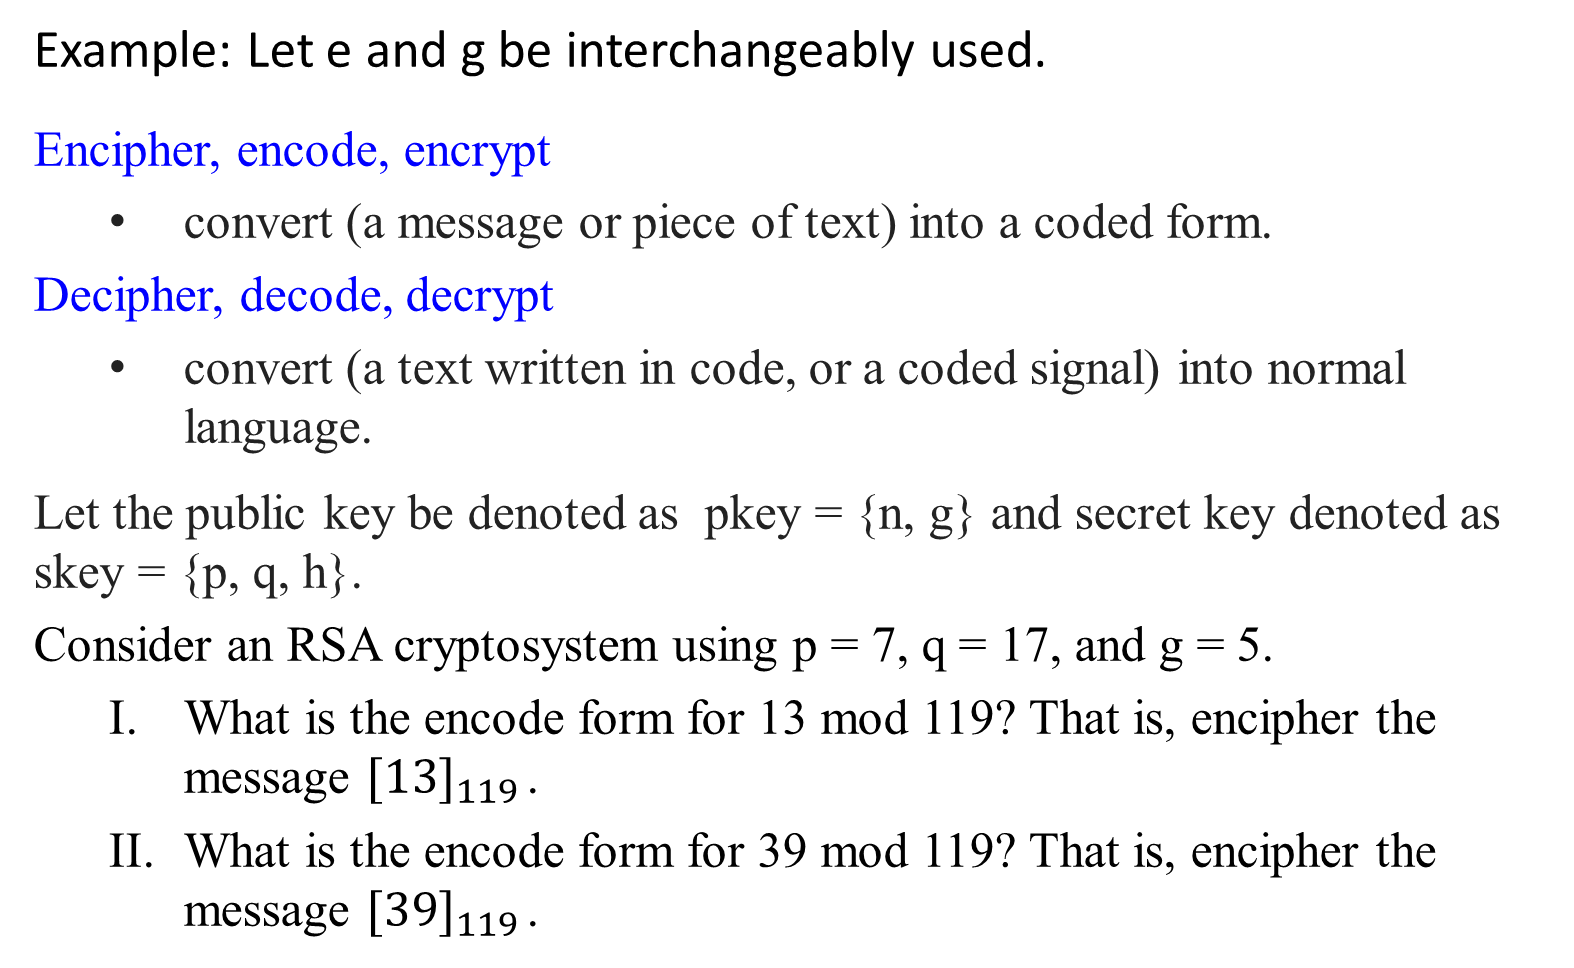 Example: Let e and g be interchangeably used.
Encipher, encode, encrypt
• convert (a message or piece of text) into a coded form.
Decipher, decode, decrypt
• convert (a text written in code, or a coded signal) into normal
language.
Let the public key be denoted as pkey = {n, g} and secret key denoted as
skey = {p, q, h}.
Consider an RSA cryptosystem using p = 7, q = 17, and g = 5.
I. What is the encode form for 13 mod 119? That is, encipher the
message [13]₁₁₉.
II. What is the encode form for 39 mod 119? That is, encipher the
message [39]₁₁₉.